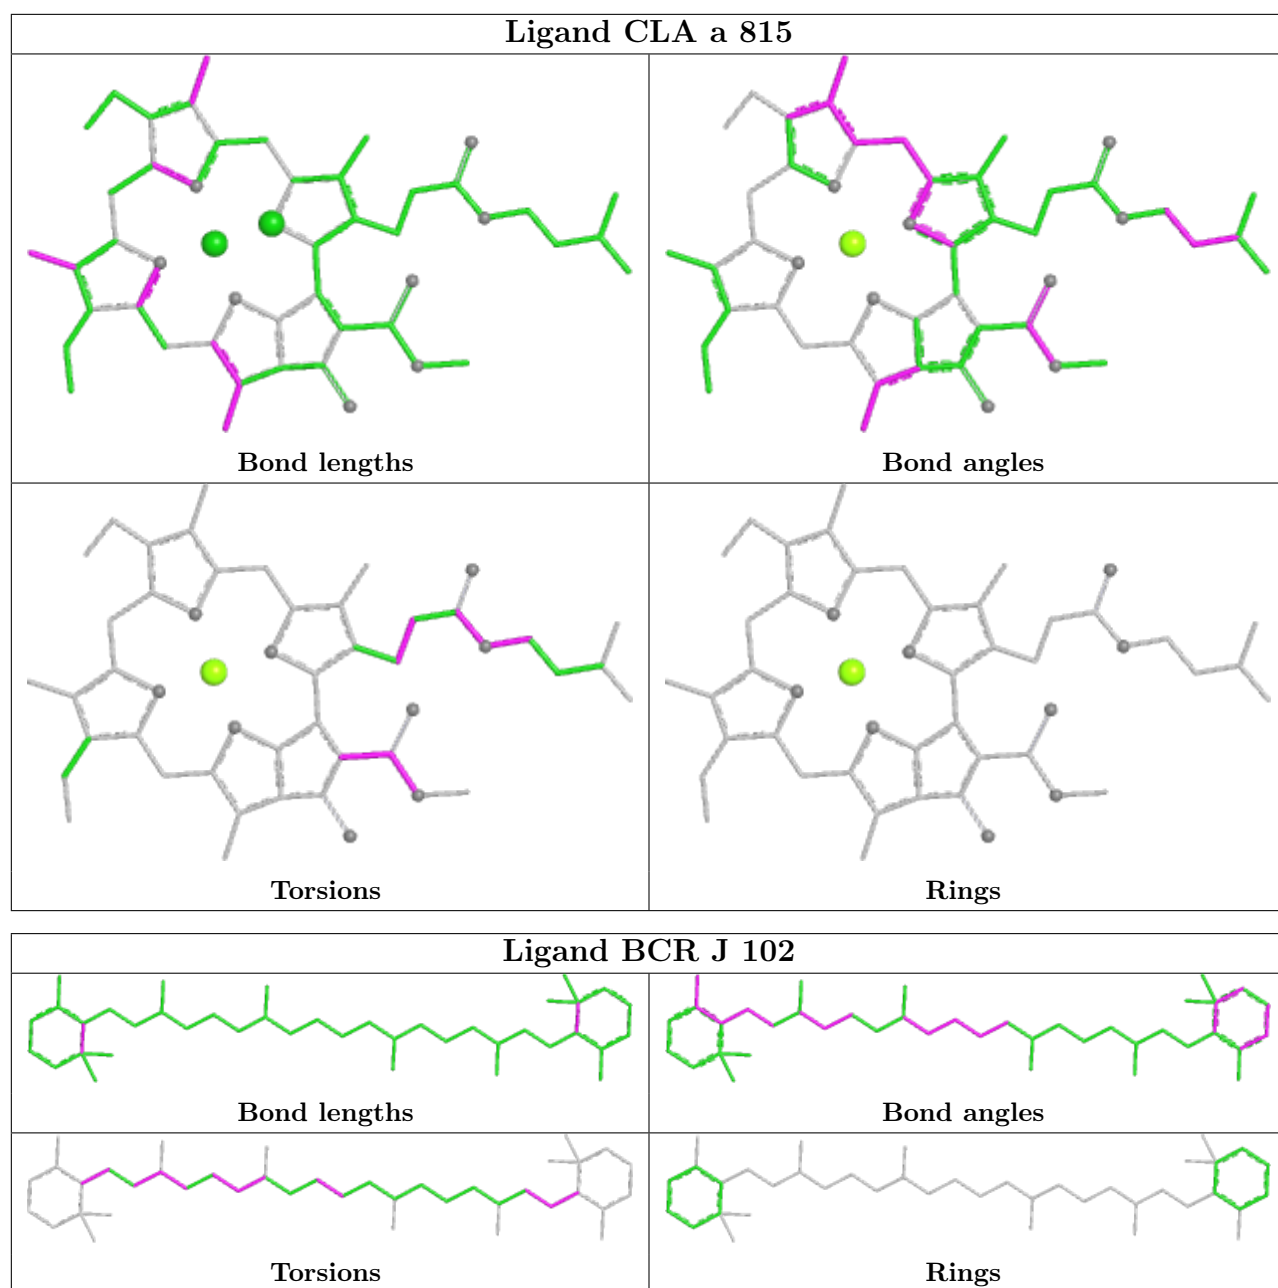 Ligand CLA a 815
Bond lengths
Bond angles
Torsions
Rings
Ligand BCR J 102
Bond lengths
Bond angles
Torsions
Rings